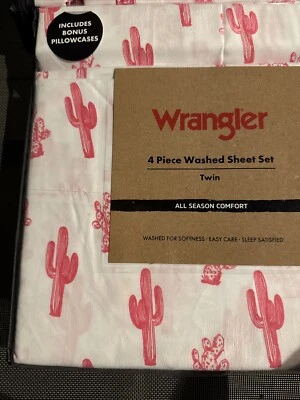 INCLUDES
BONUS
PILLOWCASES
Wrangler
4 Piece Washed Sheet Set
Twin
ALL SEASON COMFORT
WASHED FOR SOFTNESS · EASY CARE · SLEEP SATISFIED